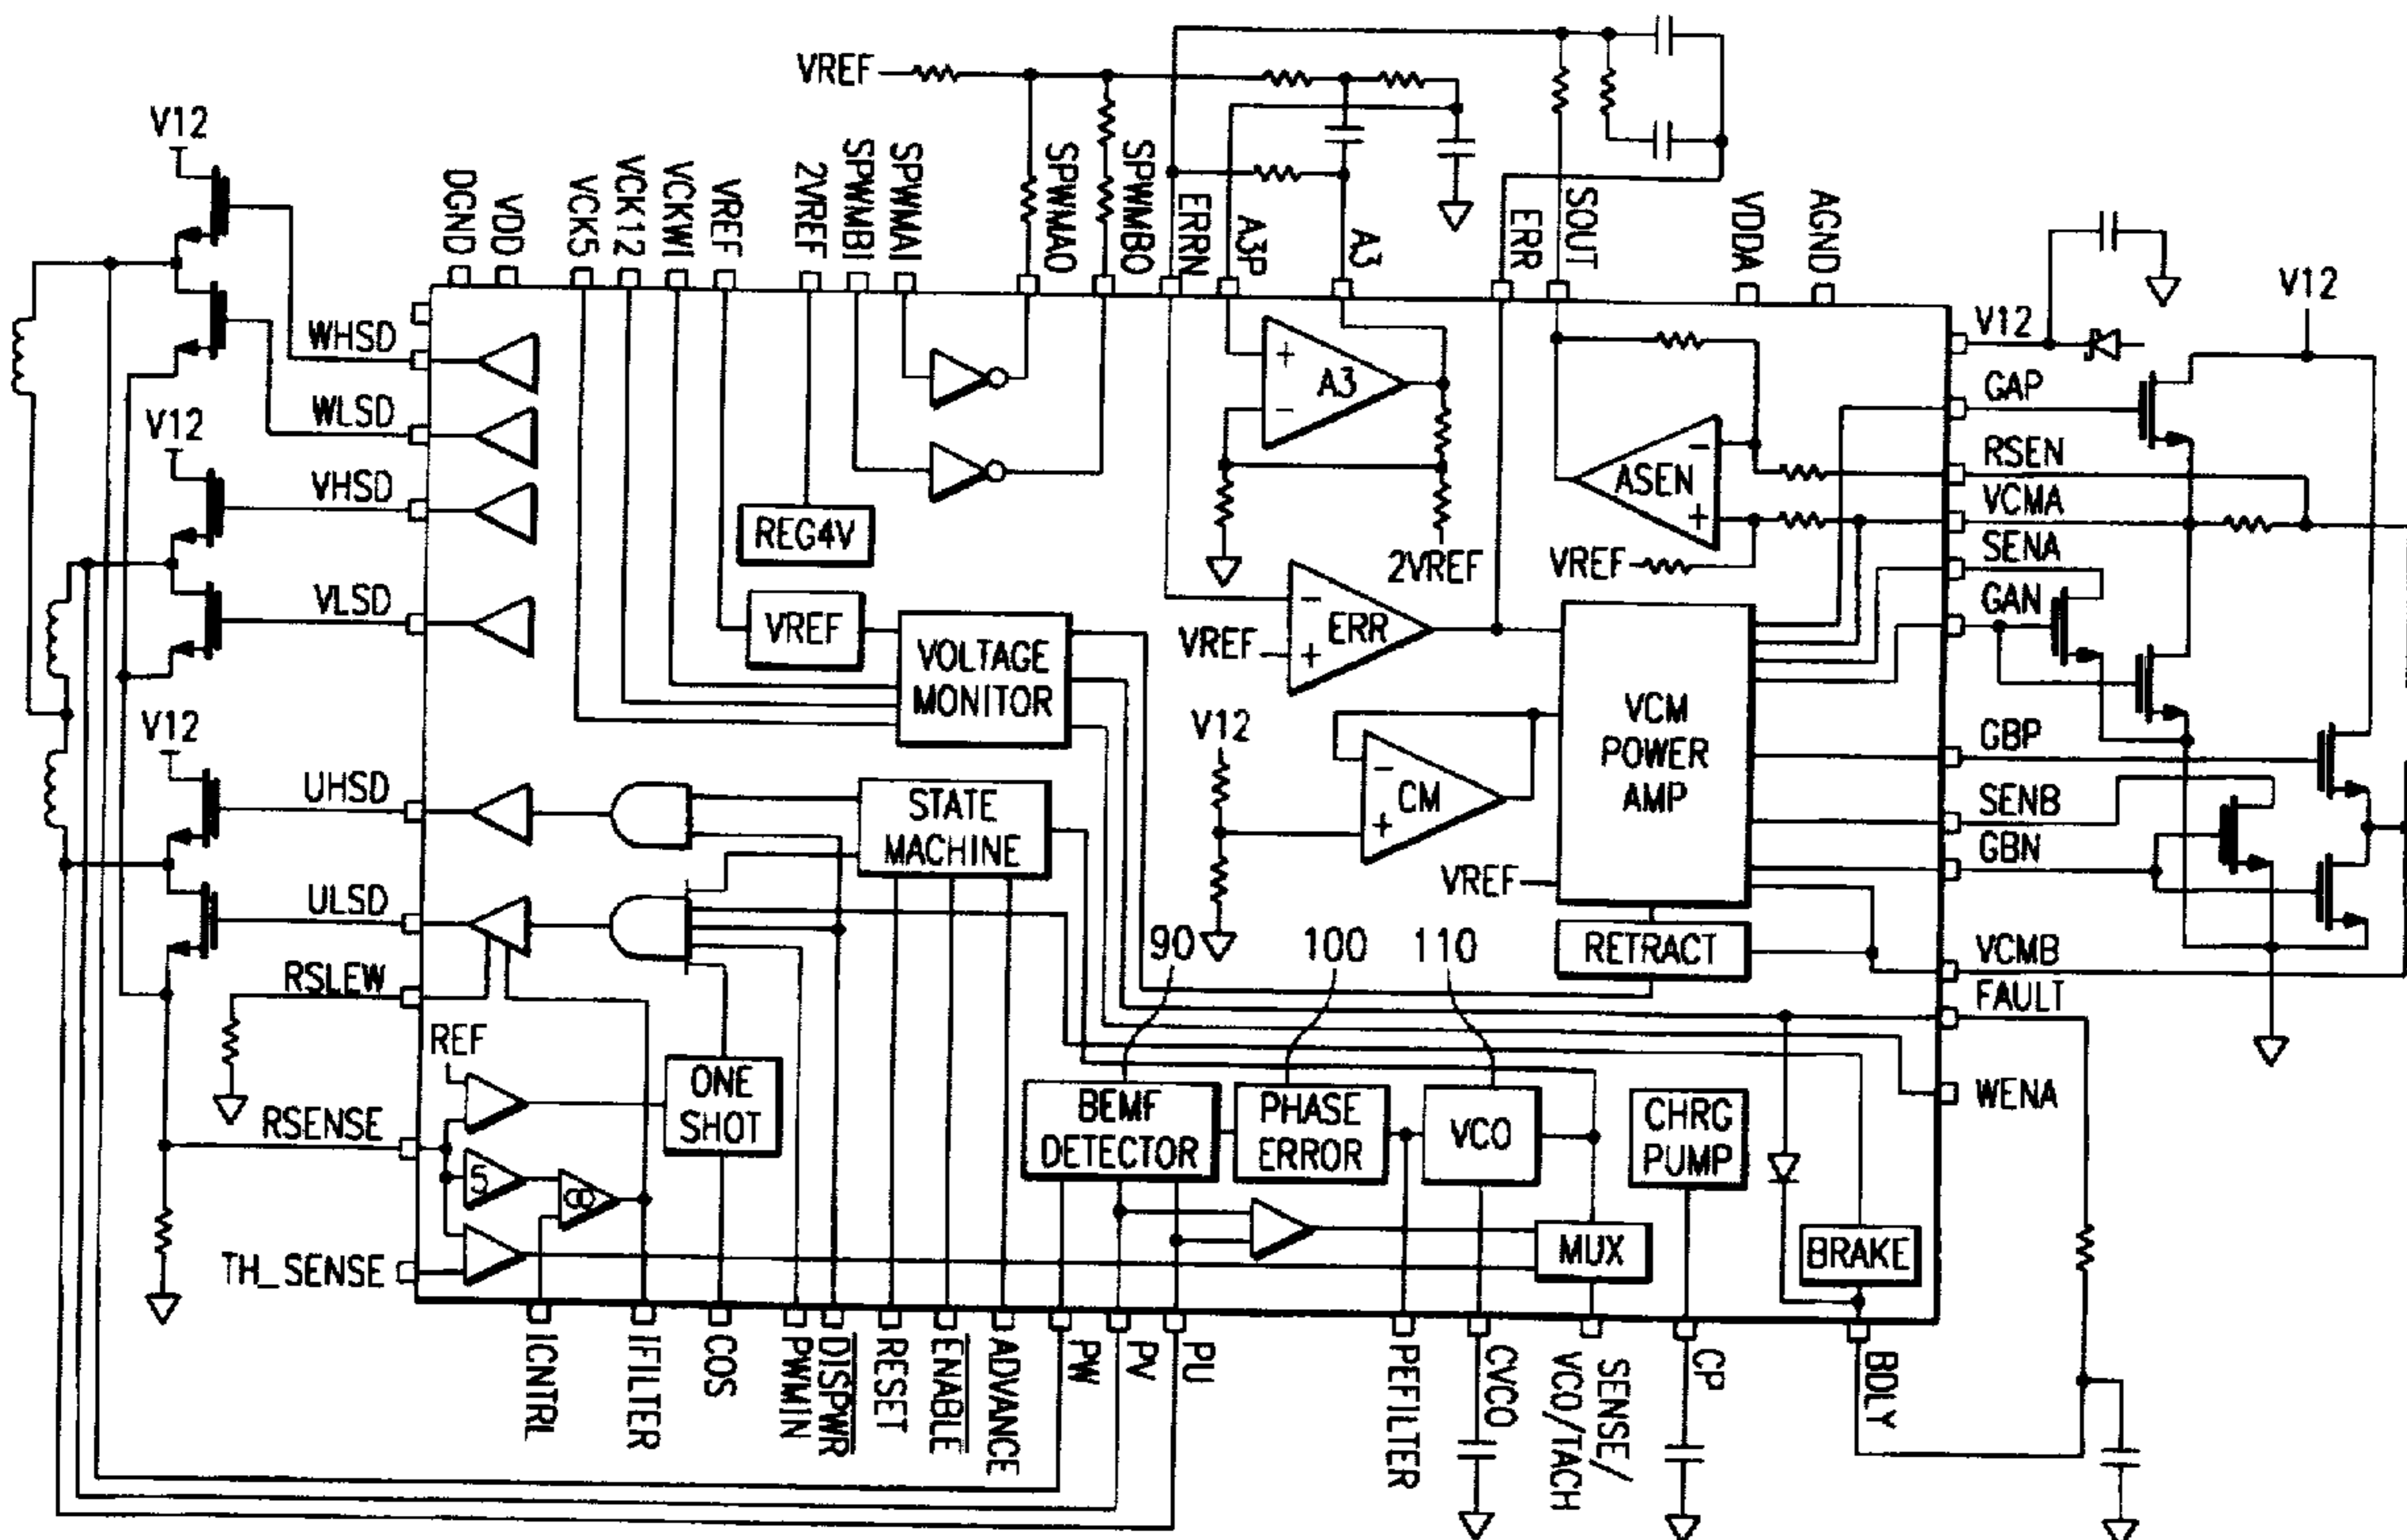 VREF
V12
DGND
VDD
VCK5
VCK12
VCKWI
VREF
2VREF
SPWMBI
SPWMAI
SPWMAO
SPWMBO
ERRN
A3P
A3
ERR
SOUT
VDDA
AGND
V12
V12
WHSD
WLSD
V12
VHSD
VLSD
V12
UHSD
ULSD
RSLEW
REF
RSENSE
TH_SENSE
+
A3
-
-
ASEN
+
VREF
REG4V
2VREF
VREF
VOLTAGE
MONITOR
-
ERR
VREF
+
V12
-
CM
+
VREF
VCM
POWER
AMP
RETRACT
STATE
MACHINE
ONE
SHOT
5
90
100
110
BEMF
DETECTOR
PHASE
ERROR
VCO
CHRG
PUMP
MUX
BRAKE
GAP
RSEN
VCMA
SENA
GAN
GBP
SENB
GBN
VCMB
FAULT
WENA
ICNTRL
IFILTER
COS
PWMIN
DISPWR
RESET
ENABLE
ADVANCE
PW
PV
PU
PEFILTER
CVCO
SENSE/
VCO/TACH
CP
BDLY